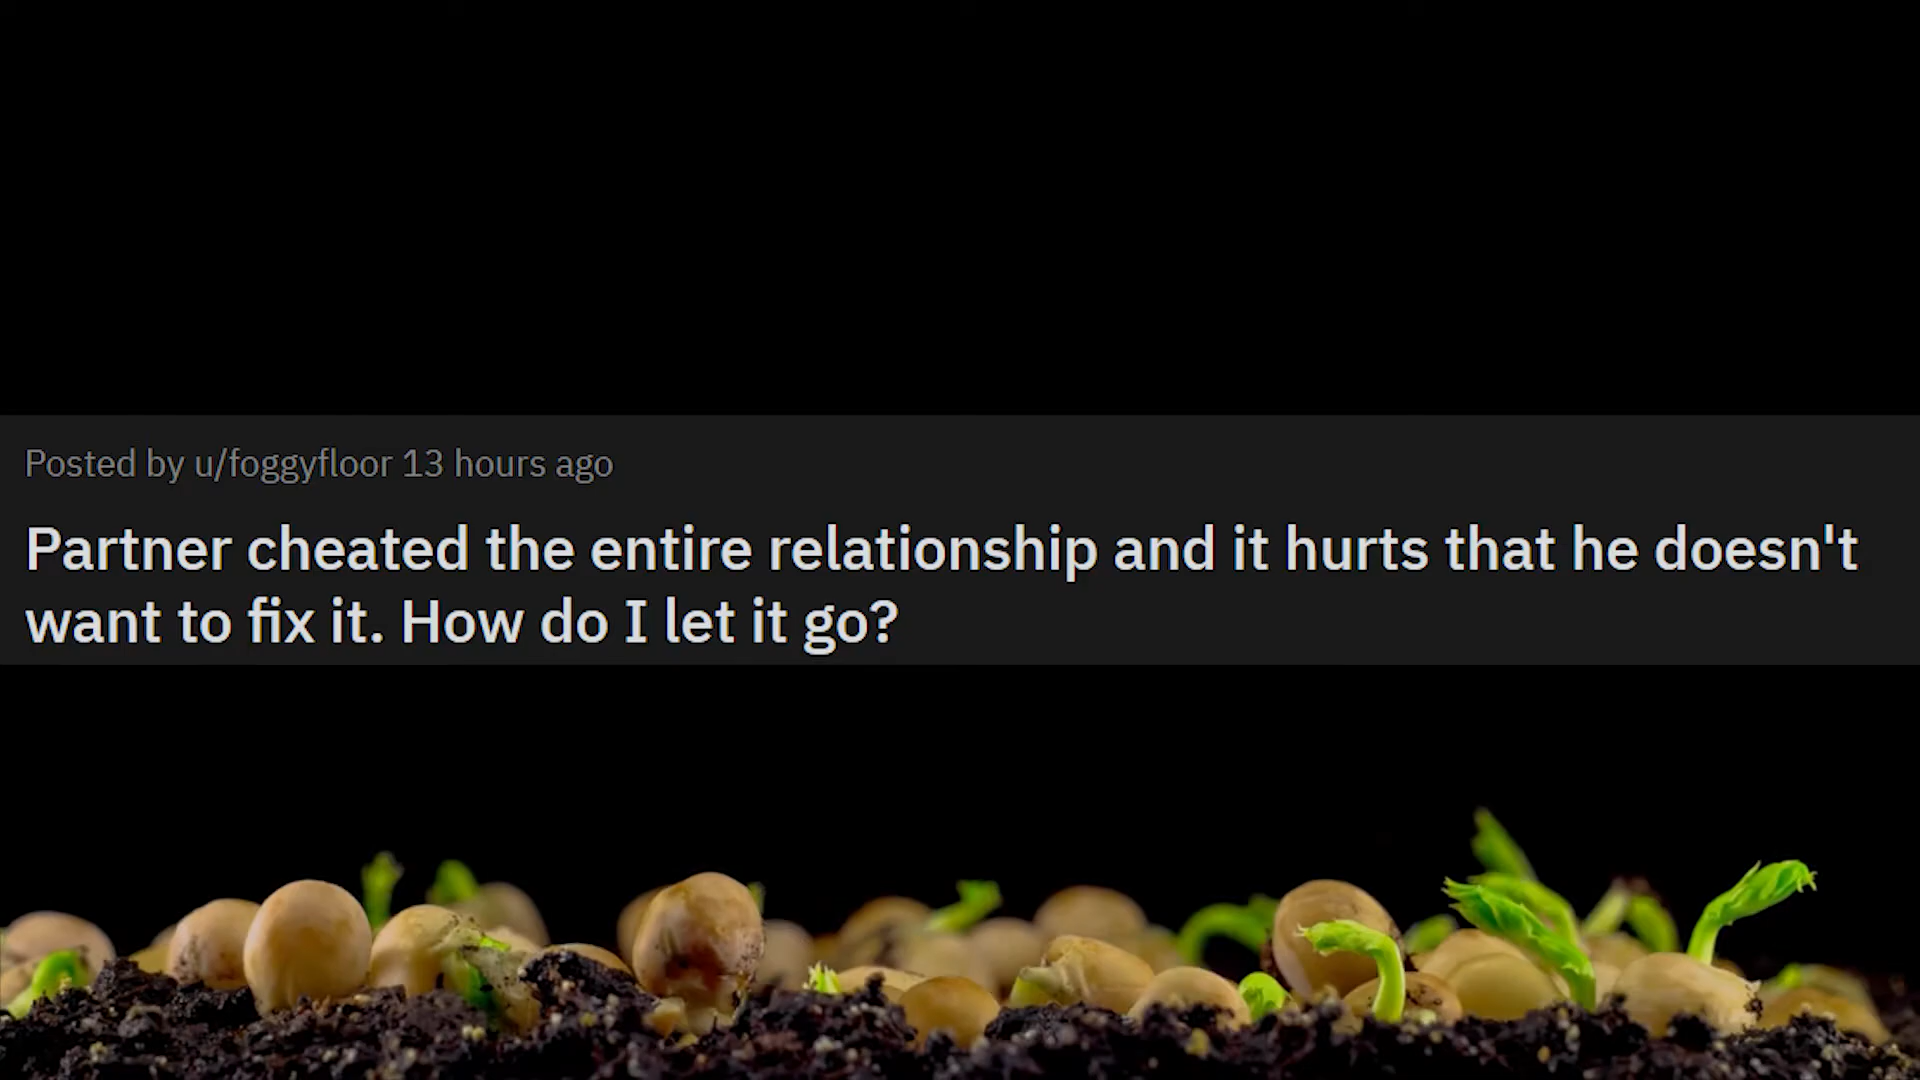 Posted by u/foggyfloor 13 hours ago
Partner cheated the entire relationship and it hurts that he doesn't
want to fix it. How do I let it go?